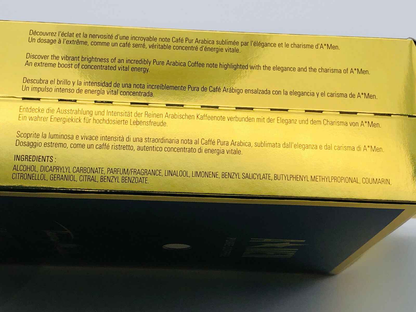 Découvrez l'éclat et la nervosité d'une incroyable note Café Pur Arabica sublimée par l'élégance et le charisme d'A*Men.
Un dosage à l'extrême, comme un café serré, véritable concentré d'énergie vitale.
Discover the vibrant brightness of an incredibly Pure Arabica Coffee note highlighted with the elegance and the charisma of A*Men.
An extreme boost of concentrated vital energy.
Descubra el brillo y la intensidad de una nota increíblemente Pura de Café Arábigo ensalzada con la elegancia y el carisma de A*Men.
Un impulso intenso de energía vital concentrada.
Entdecke die Ausstrahlung und Intensität der Reinen Arabischen Kaffeenote verbunden mit der Eleganz und dem Charisma von A*Men.
Ein wahrer Energiekick für hochdosierte Lebensfreude.
Scoprite la luminosa e vivace intensità di una straordinaria nota al Caffè Pura Arabica, sublimata dall'eleganza e dal carisma di A*Men.
Dosaggio estremo, come un caffè ristretto, autentico concentrato di energia vitale.
INGREDIENTS :
ALCOHOL, DICAPRYLYL CARBONATE, PARFUM/FRAGRANCE, LINALOOL, LIMONENE, BENZYL SALICYLATE, BUTYLPHENYL METHYLPROPIONAL, COUMARIN,
CITRONELLOL, GERANIOL, CITRAL, BENZYL BENZOATE.